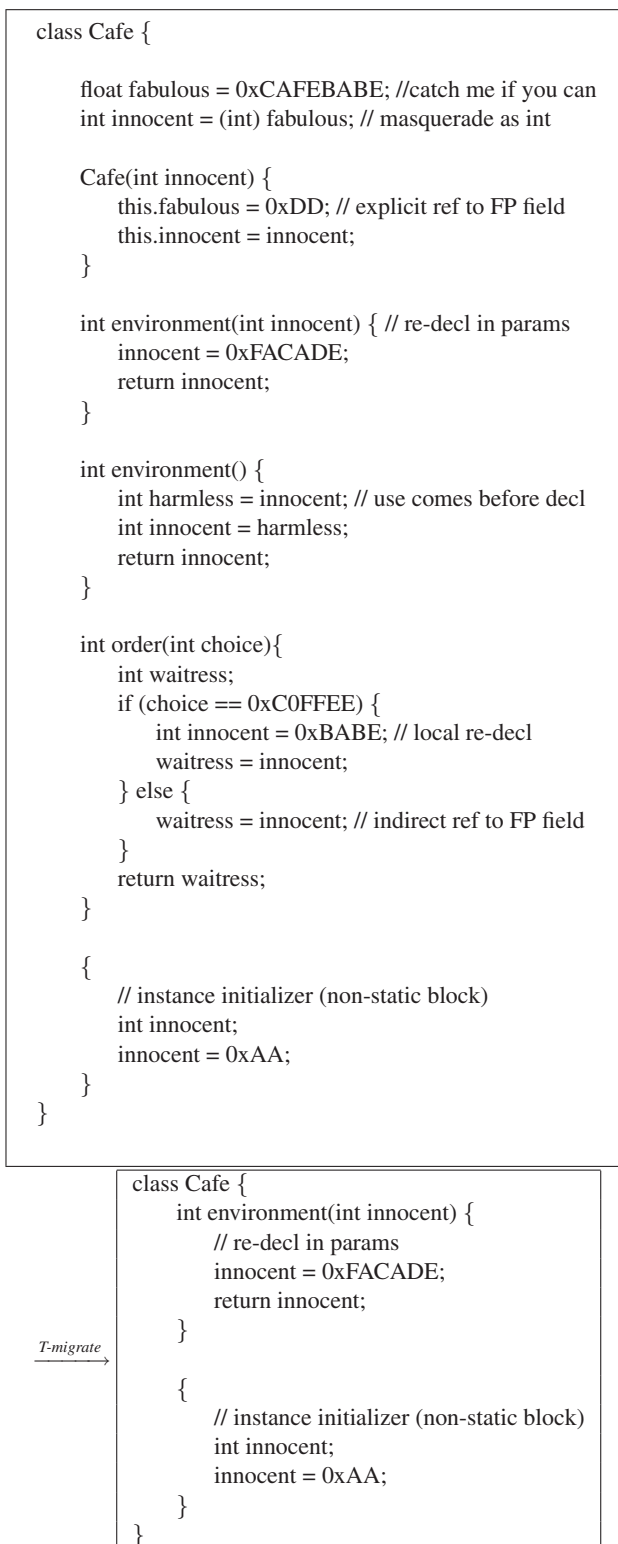 class Cafe {
float fabulous = 0xCAFEBABE; //catch me if you can
int innocent = (int) fabulous; // masquerade as int
Cafe(int innocent) {
this.fabulous = 0xDD; // explicit ref to FP field
this.innocent = innocent;
}
int environment(int innocent) { // re-decl in params
innocent = 0xFACADE;
return innocent;
}
int environment() {
int harmless = innocent; // use comes before decl
int innocent = harmless;
return innocent;
}
int order(int choice){
int waitress;
if (choice == 0xC0FFEE) {
int innocent = 0xBABE; // local re-decl
waitress = innocent;
} else {
waitress = innocent; // indirect ref to FP field
}
return waitress;
}
{
// instance initializer (non-static block)
int innocent;
innocent = 0xAA;
}
}
T-migrate
class Cafe {
int environment(int innocent) {
// re-decl in params
innocent = 0xFACADE;
return innocent;
}
{
// instance initializer (non-static block)
int innocent;
innocent = 0xAA;
}
}